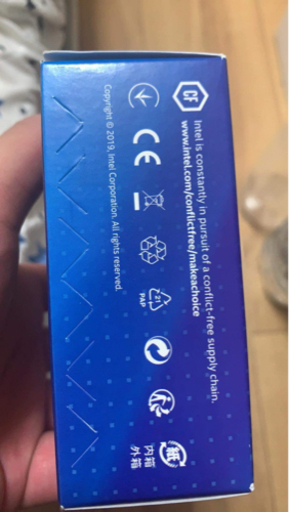 CF
Intel is constantly in pursuit of a conflict-free supply chain.
www.intel.com/conflictfree/makeachoice
CE
21
PAP
紙
内箱
外箱
Copyright © 2019, Intel Corporation. All rights reserved.